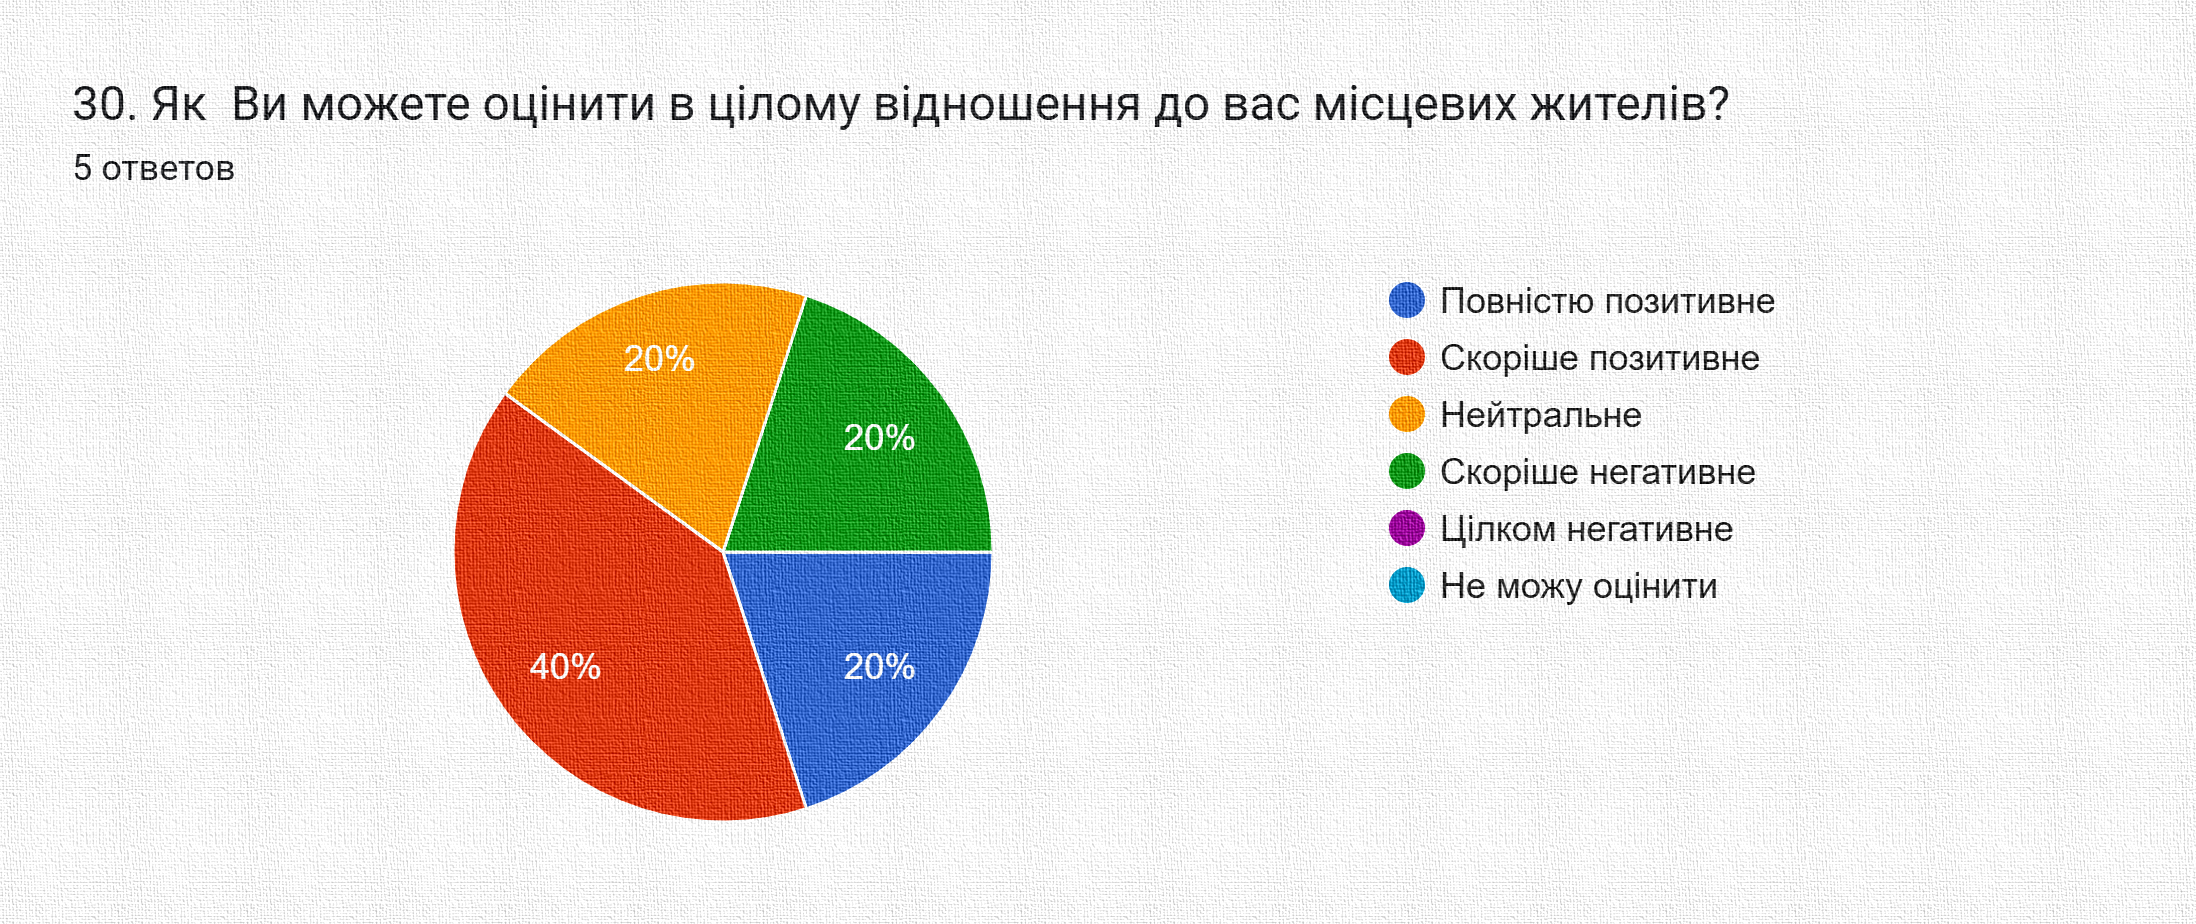 30. Як  Ви можете оцінити в цілому відношення до вас місцевих жителів?
5 ответов
Повністю позитивне
Скоріше позитивне
Нейтральне
Скоріше негативне
Цілком негативне
Не можу оцінити
20%
20%
40%
20%